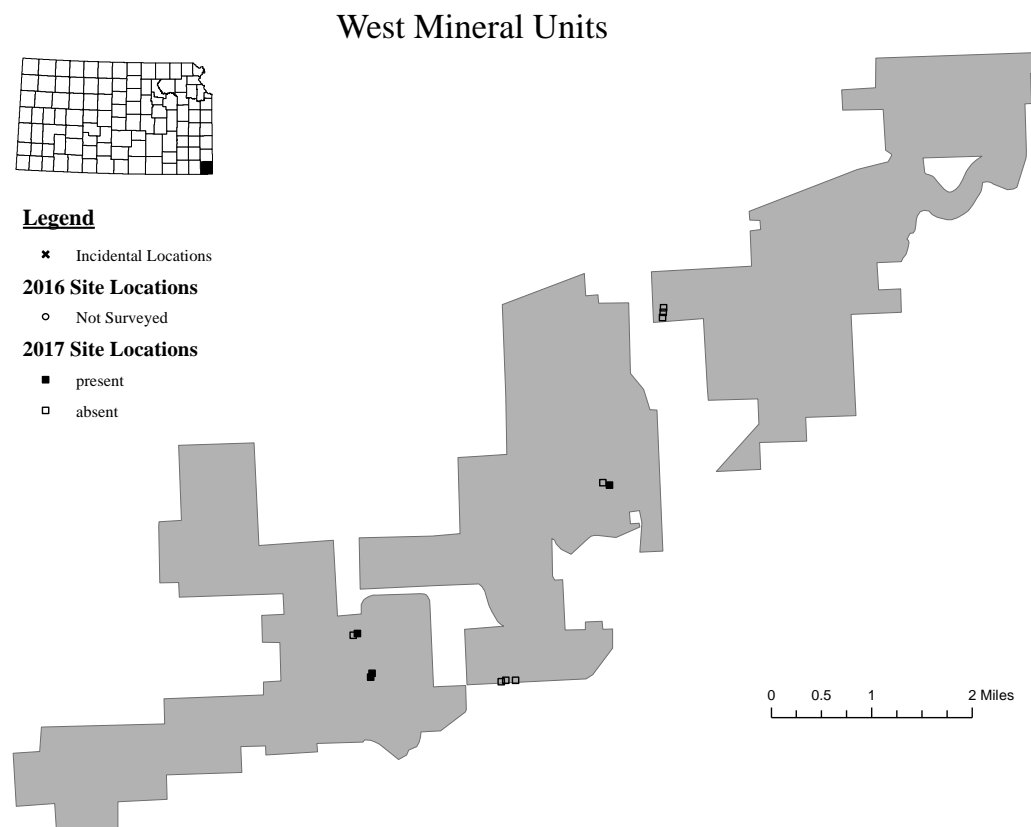 West Mineral Units
Legend
Incidental Locations
2016 Site Locations
Not Surveyed
2017 Site Locations
present
absent
0 0.5 1 2 Miles